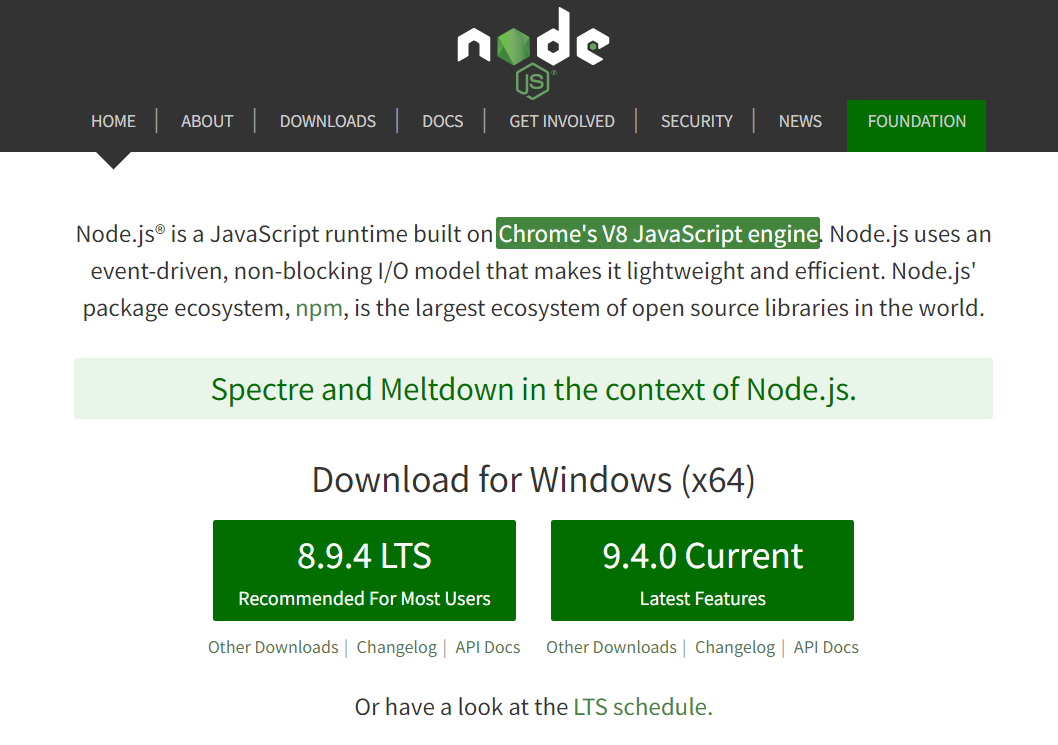 node
JS®
HOME | ABOUT | DOWNLOADS | DOCS | GET INVOLVED | SECURITY | NEWS FOUNDATION
Node.js® is a JavaScript runtime built on Chrome's V8 JavaScript engine. Node.js uses an
event-driven, non-blocking I/O model that makes it lightweight and efficient. Node.js'
package ecosystem, npm, is the largest ecosystem of open source libraries in the world.
Spectre and Meltdown in the context of Node.js.
Download for Windows (x64)
8.9.4 LTS
Recommended For Most Users
9.4.0 Current
Latest Features
Other Downloads | Changelog | API Docs
Other Downloads | Changelog | API Docs
Or have a look at the LTS schedule.